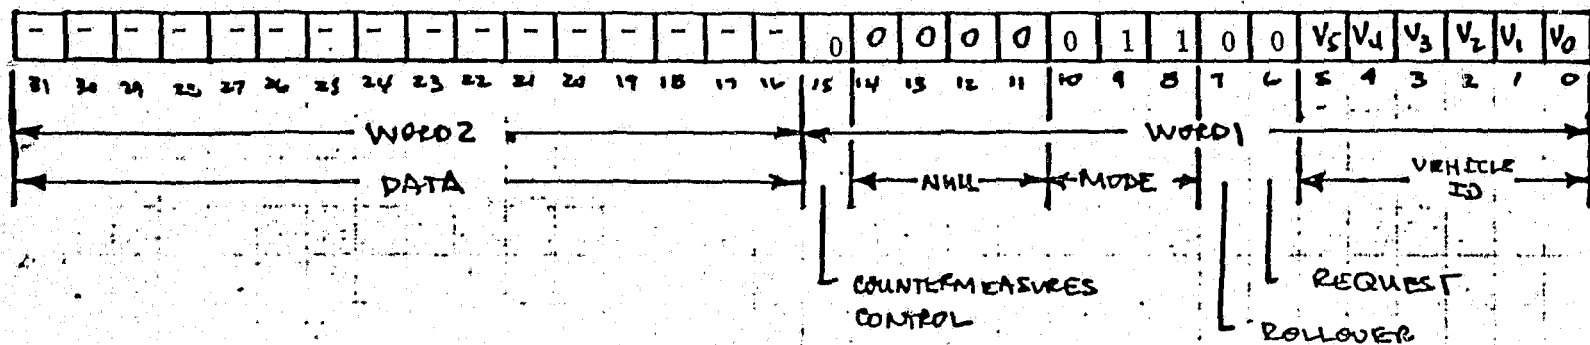 - - - - - - - - - - - - - - - - 0 0 0 0 0 0 1 1 0 0 V5 V4 V3 V2 V1 V0
31 30 29 28 27 26 25 24 23 22 21 20 19 18 17 16 15 14 13 12 11 10 9 8 7 6 5 4 3 2 1 0
WORD2 WORD1
DATA NULL MODE VEHICLE
ID
COUNTERMEASURES
CONTROL
REQUEST
ROLLOVER